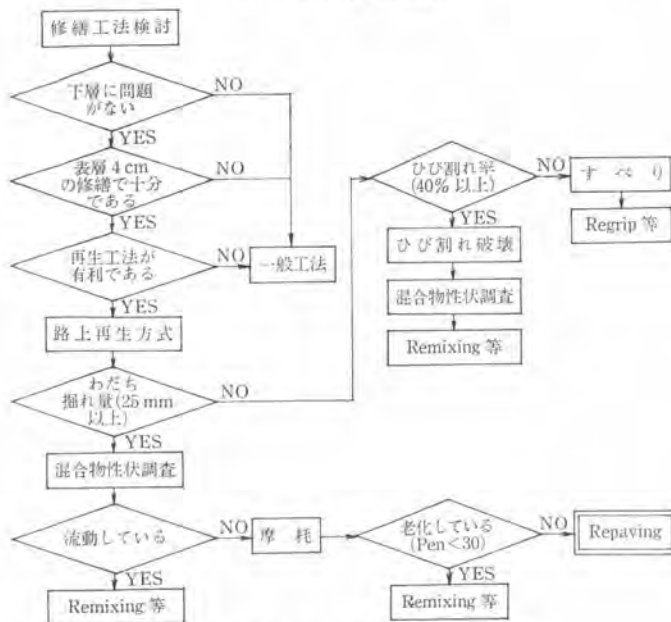 修繕工法検討
下層に問題
がない
NO
YES
表層4cm
の修繕で十分
である
NO
YES
再生工法が
有利である
NO
一般工法
YES
路上再生方式
わだち
掘れ量(25mm
以上)
NO
YES
混合物性状調査
流動している
NO
摩耗
YES
Remixing 等
老化している
(Pen<30)
NO
Repaving
YES
Remixing 等
ひび割れ率
(40%以上)
NO
すべり
Regrip 等
YES
ひび割れ破壊
混合物性状調査
Remixing 等